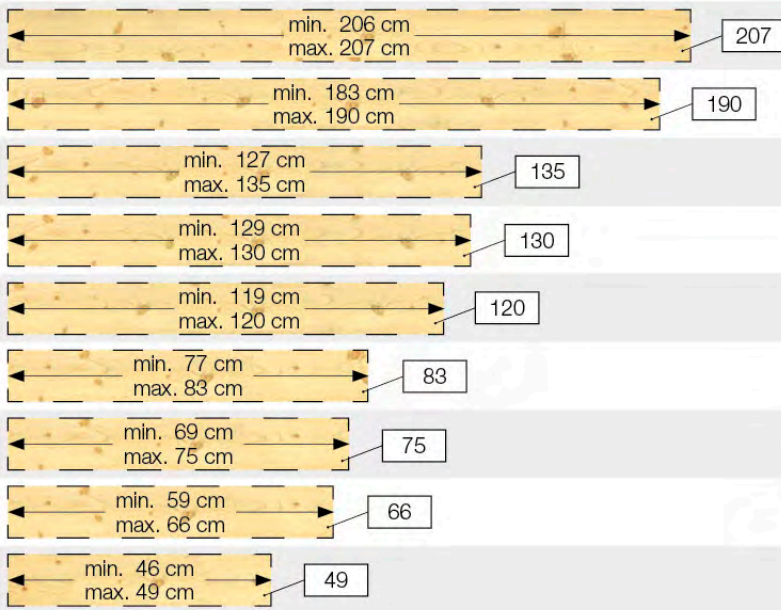 min. 206 cm
max. 207 cm
207
min. 183 cm
max. 190 cm
190
min. 127 cm
max. 135 cm
135
min. 129 cm
max. 130 cm
130
min. 119 cm
max. 120 cm
120
min. 77 cm
max. 83 cm
83
min. 69 cm
max. 75 cm
75
min. 59 cm
max. 66 cm
66
min. 46 cm
max. 49 cm
49